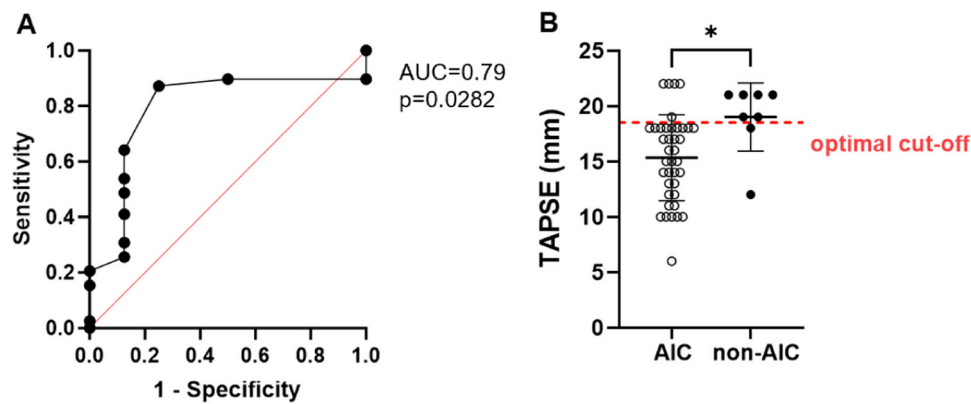 A
1.0
0.8
0.6
0.4
0.2
0.0
Sensitivity
0.0 0.2 0.4 0.6 0.8 1.0
1 - Specificity
AUC=0.79
p=0.0282
B
*
25
20
15
10
5
0
TAPSE (mm)
optimal cut-off
AIC non-AIC